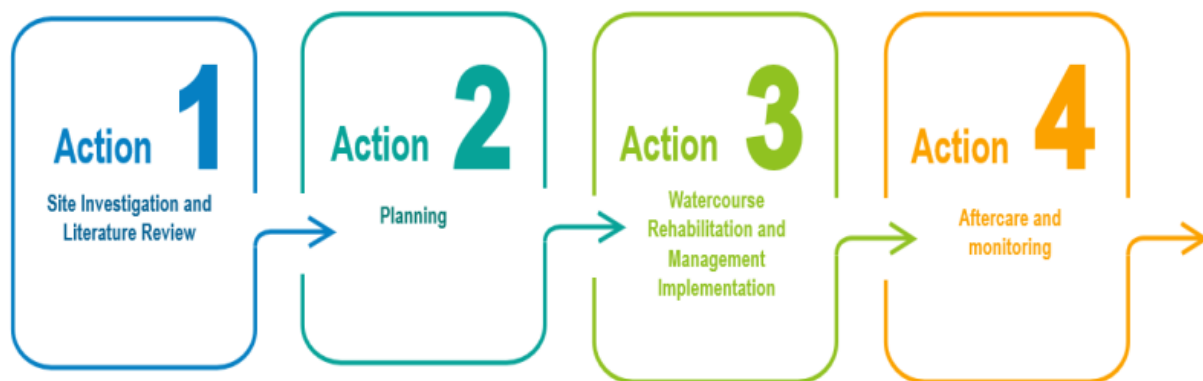 Action 1
Site Investigation and
Literature Review
Action 2
Planning
Action 3
Watercourse
Rehabilitation and
Management
Implementation
Action 4
Aftercare and
monitoring